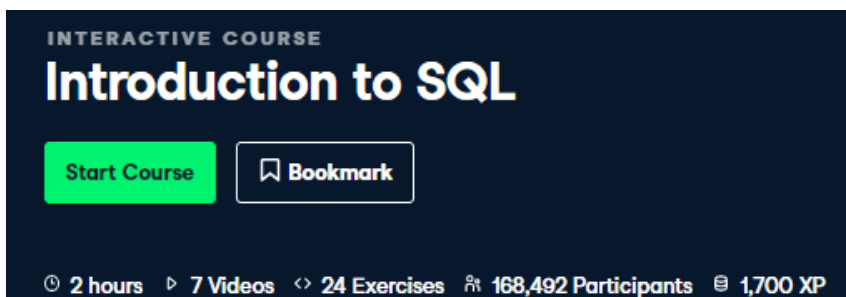 INTERACTIVE COURSE
Introduction to SQL
Start Course Bookmark
2 hours 7 Videos 24 Exercises 168,492 Participants 1,700 XP